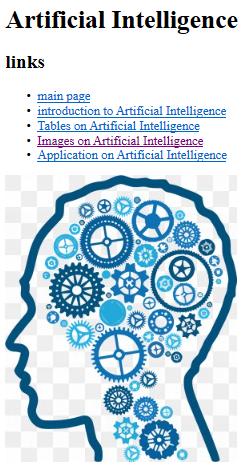 Artificial Intelligence
links
main page
introduction to Artificial Intelligence
Tables on Artificial Intelligence
Images on Artificial Intelligence
Application on Artificial Intelligence